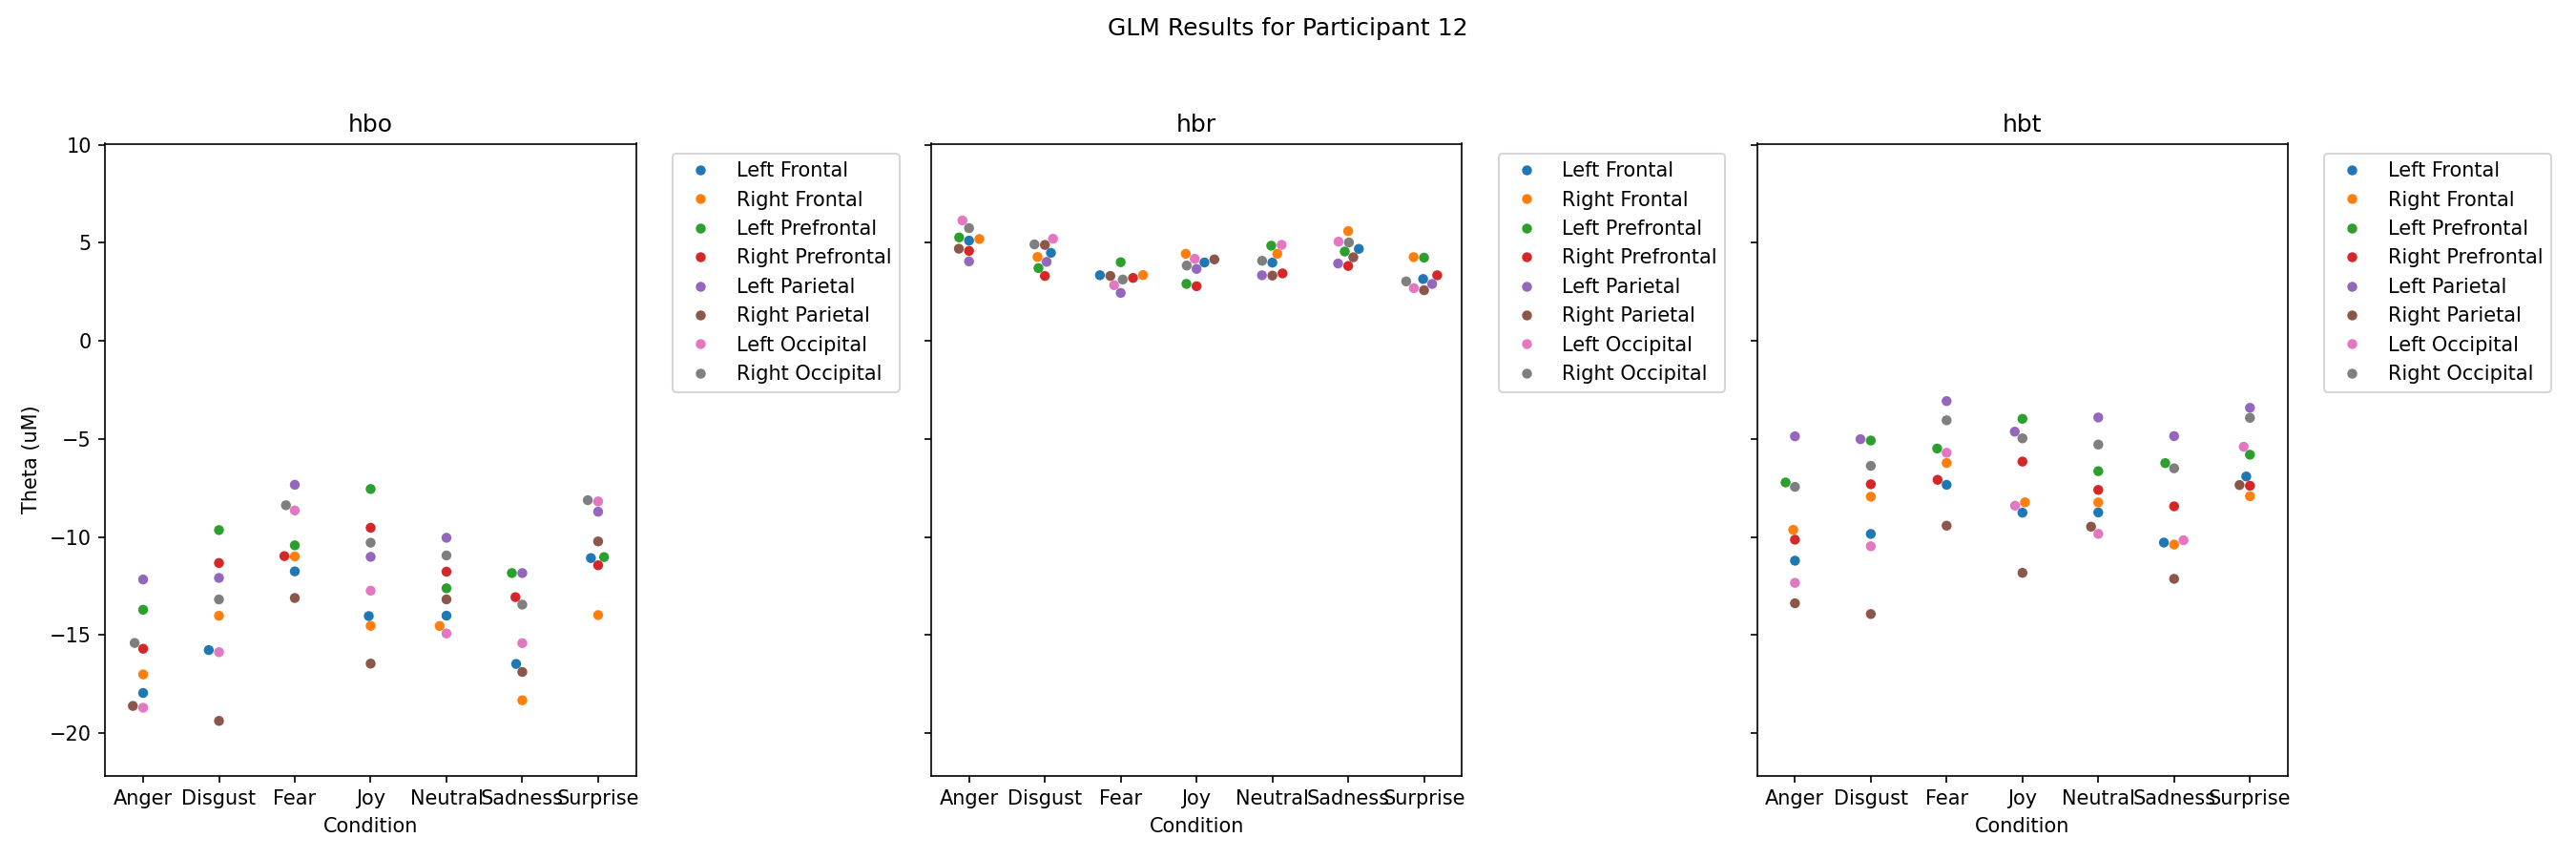 GLM Results for Participant 12
hbo
10
5
0
−5
−10
−15
−20
Theta (uM)
Anger Disgust Fear Joy Neutral Sadness Surprise
Condition
Left Frontal
Right Frontal
Left Prefrontal
Right Prefrontal
Left Parietal
Right Parietal
Left Occipital
Right Occipital
hbr
Anger Disgust Fear Joy Neutral Sadness Surprise
Condition
Left Frontal
Right Frontal
Left Prefrontal
Right Prefrontal
Left Parietal
Right Parietal
Left Occipital
Right Occipital
hbt
Anger Disgust Fear Joy Neutral Sadness Surprise
Condition
Left Frontal
Right Frontal
Left Prefrontal
Right Prefrontal
Left Parietal
Right Parietal
Left Occipital
Right Occipital